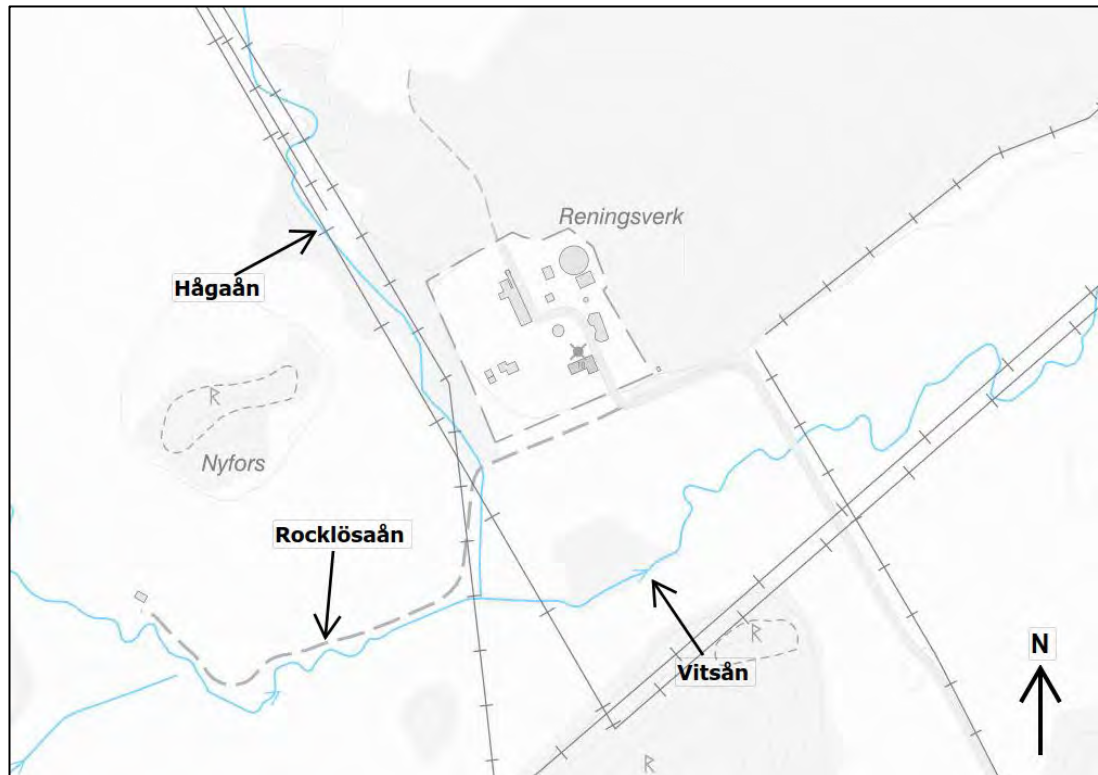 Reningsverk
Hågaån
R
Nyfors
Rocklösaån
R
Vitsån
N
R